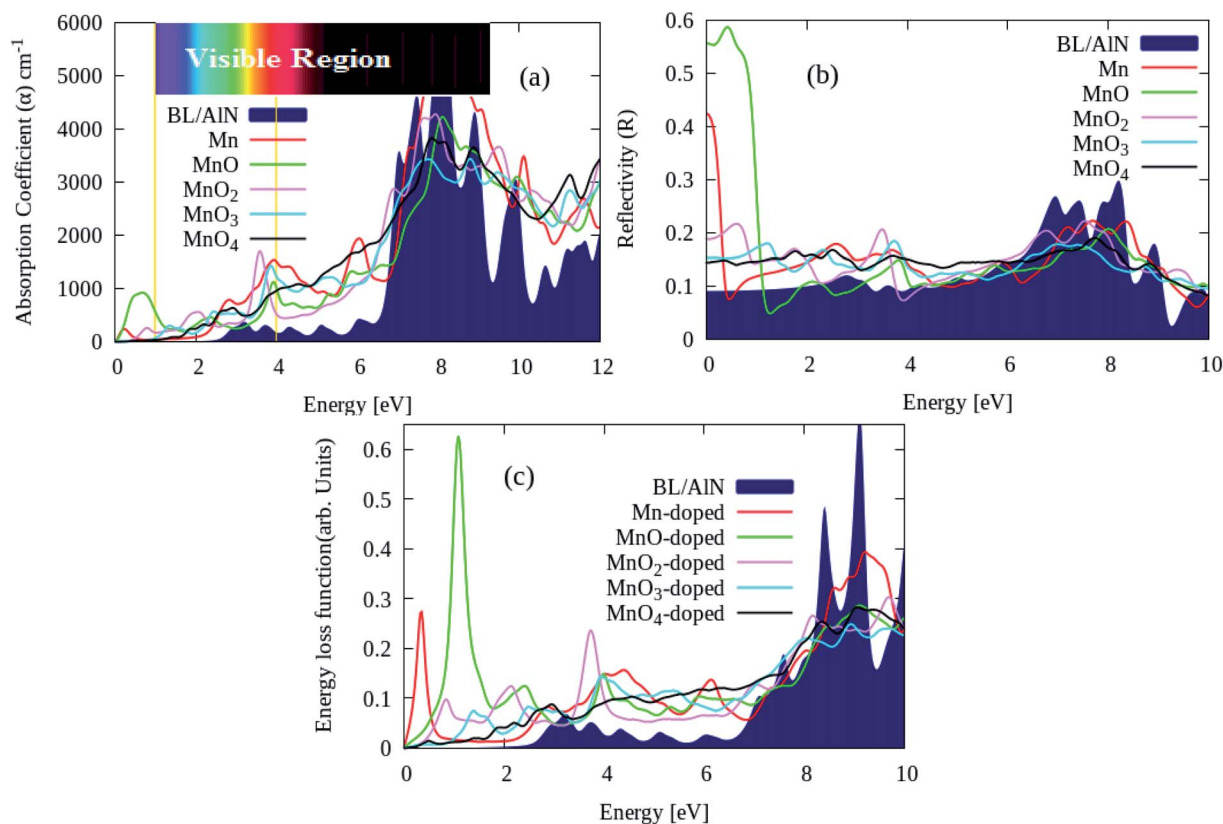 6000
5000
4000
3000
2000
1000
0
Absorption Coefficient (α) cm⁻¹
Visible Region
(a)
BL/AlN
Mn
MnO
MnO₂
MnO₃
MnO₄
0 2 4 6 8 10 12
Energy [eV]
0.6
0.5
0.4
0.3
0.2
0.1
0
Reflectivity (R)
(b)
BL/AlN
Mn
MnO
MnO₂
MnO₃
MnO₄
0 2 4 6 8 10
Energy [eV]
0.6
0.5
0.4
0.3
0.2
0.1
0
Energy loss function(arb. Units)
(c)
BL/AlN
Mn-doped
MnO-doped
MnO₂-doped
MnO₃-doped
MnO₄-doped
0 2 4 6 8 10
Energy [eV]